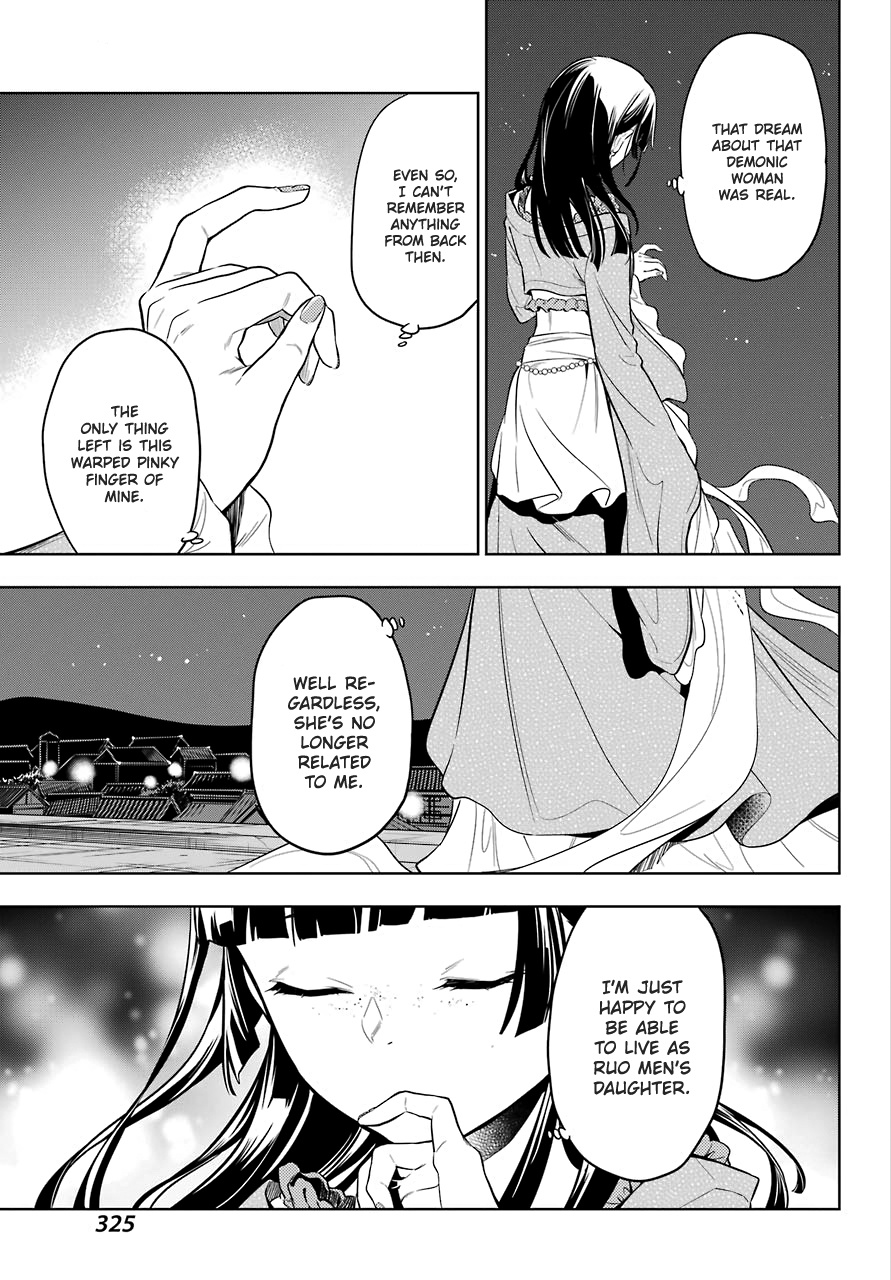 THAT DREAM
ABOUT THAT
DEMONIC
WOMAN
WAS REAL.
EVEN SO,
I CAN'T
REMEMBER
ANYTHING
FROM BACK
THEN.
THE
ONLY THING
LEFT IS THIS
WARPED PINKY
FINGER OF
MINE.
WELL RE-
GARDLESS,
SHE'S NO
LONGER
RELATED
TO ME.
I'M JUST
HAPPY TO
BE ABLE
TO LIVE AS
RUO MEN'S
DAUGHTER.
325